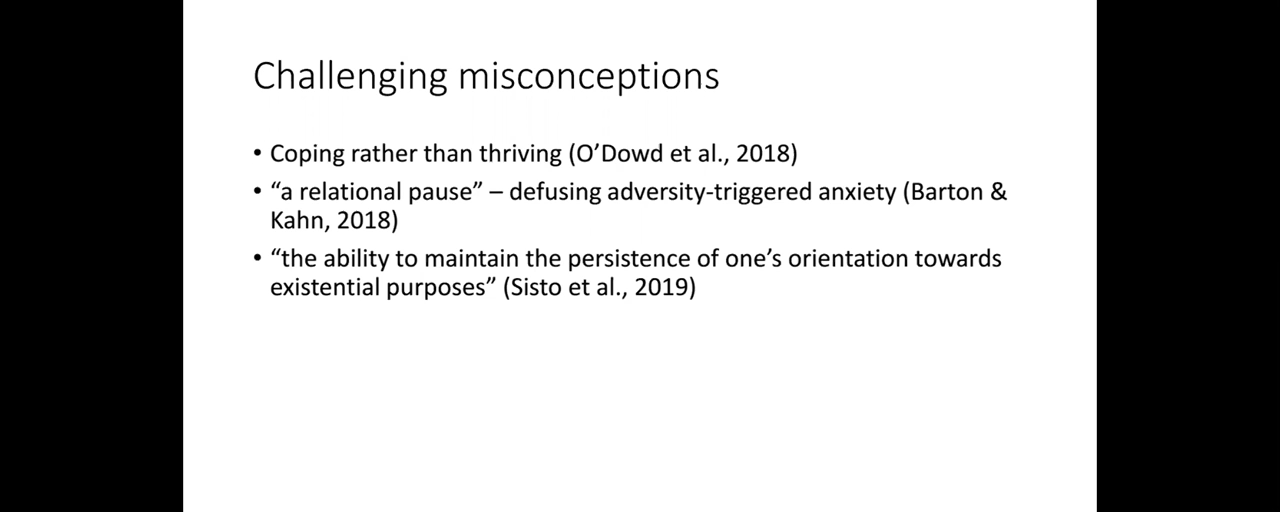 Challenging misconceptions
• Coping rather than thriving (O’Dowd et al., 2018)
• “a relational pause” – defusing adversity-triggered anxiety (Barton &
Kahn, 2018)
• “the ability to maintain the persistence of one’s orientation towards
existential purposes” (Sisto et al., 2019)